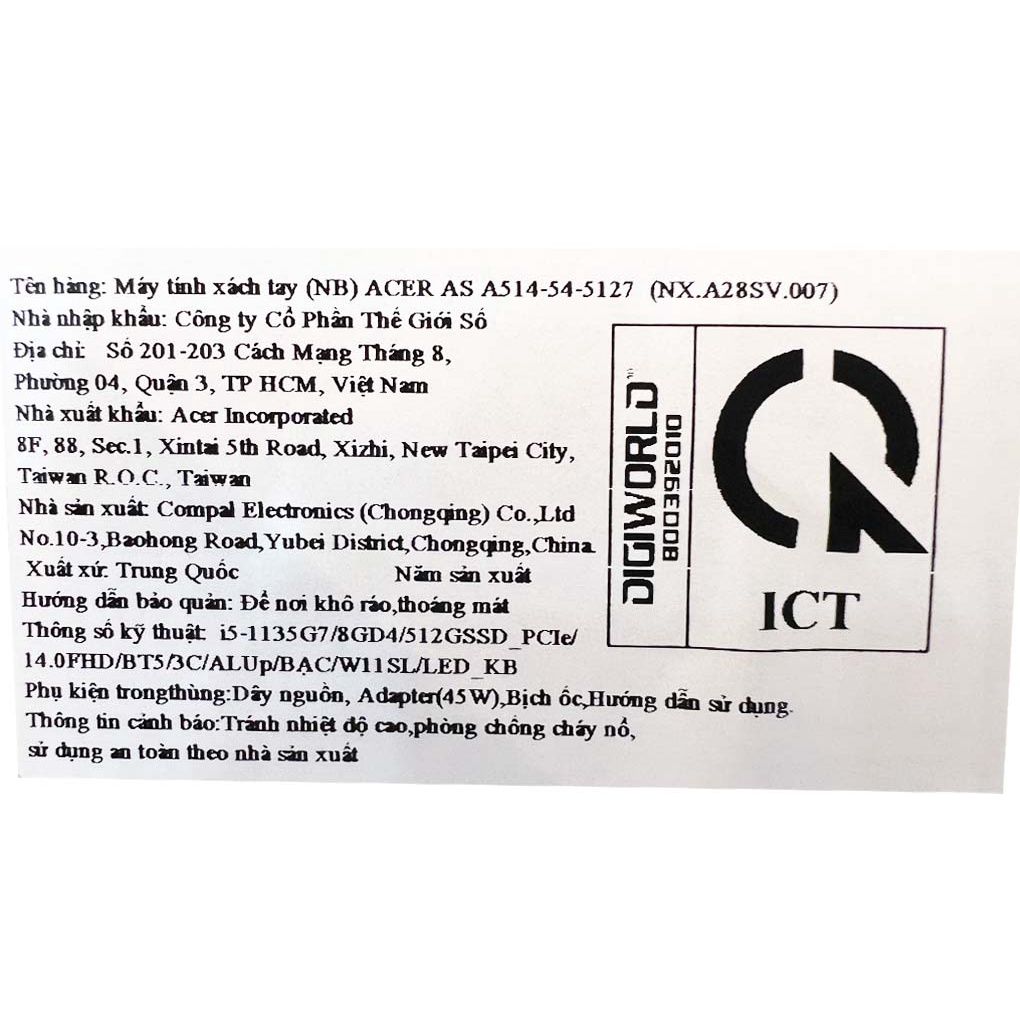 Tên hàng: Máy tính xách tay (NB) ACER AS A514-54-5127 (NX.A28SV.007)
Nhà nhập khẩu: Công ty Cổ Phần Thế Giới Số
Địa chỉ: Số 201-203 Cách Mạng Tháng 8,
Phường 04, Quận 3, TP HCM, Việt Nam
Nhà xuất khẩu: Acer Incorporated
8F, 88, Sec.1, Xintai 5th Road, Xizhi, New Taipei City,
Taiwan R.O.C., Taiwan
Nhà sản xuất: Compal Electronics (Chongqing) Co.,Ltd
No.10-3,Baohong Road,Yubei District,Chongqing,China.
Xuất xứ: Trung Quốc Năm sản xuất
Hướng dẫn bảo quản: Để nơi khô ráo,thoáng mát
Thông số kỹ thuật: i5-1135G7/8GD4/512GSSD_PCIe/
14.0FHD/BT5/3C/ALUp/BẠC/W11SL/LED_KB
Phụ kiện trongthùng:Dây nguồn, Adapter(45W),Bịch ốc,Hướng dẫn sử dụng.
Thông tin cảnh báo:Tránh nhiệt độ cao,phòng chống cháy nổ,
sử dụng an toàn theo nhà sản xuất
DIGIWORLD™
ICT